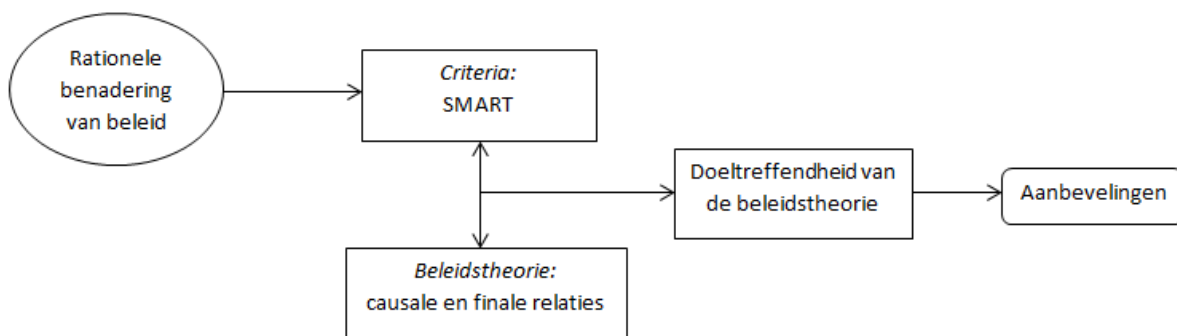 Rationele
benadering
van beleid
Criteria:
SMART
Doeltreffendheid van
de beleidstheorie
Aanbevelingen
Beleidstheorie:
causale en finale relaties